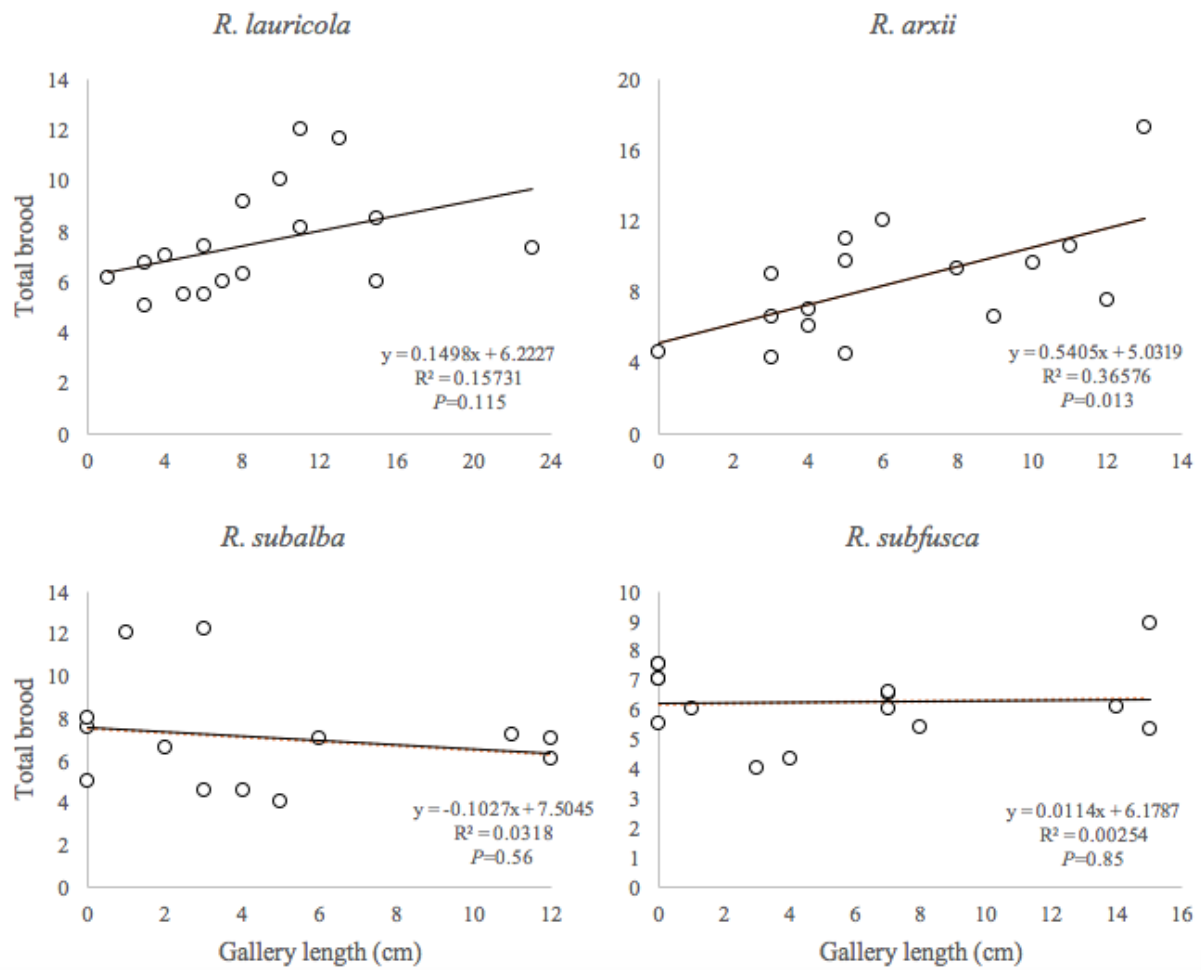 R. lauricola
14
12
10
8
6
4
2
0
Total brood
y = 0.1498x + 6.2227
R² = 0.15731
P=0.115
0 4 8 12 16 20 24
R. arxii
20
16
12
8
4
0
y = 0.5405x + 5.0319
R² = 0.36576
P=0.013
0 2 4 6 8 10 12 14
R. subalba
14
12
10
8
6
4
2
0
Total brood
y = -0.1027x + 7.5045
R² = 0.0318
P=0.56
0 2 4 6 8 10 12
Gallery length (cm)
R. subfusca
10
9
8
7
6
5
4
3
2
1
0
y = 0.0114x + 6.1787
R² = 0.00254
P=0.85
0 2 4 6 8 10 12 14 16
Gallery length (cm)